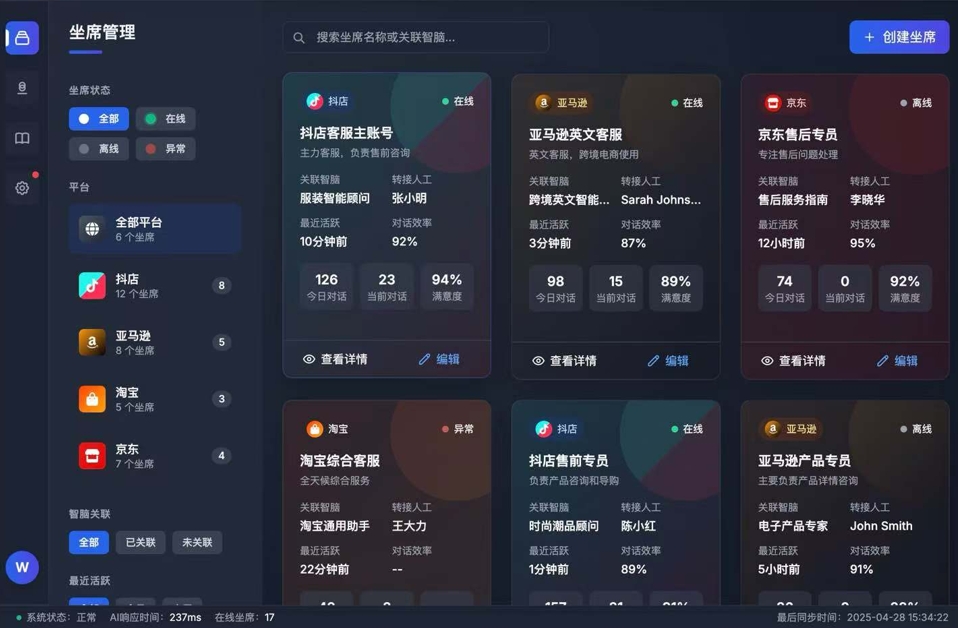 坐席管理
搜索坐席名称或关联智脑...
+ 创建坐席
坐席状态
全部
在线
离线
异常
平台
全部平台
6 个坐席
抖音
12 个坐席
8
亚马逊
8 个坐席
5
淘宝
5 个坐席
3
京东
7 个坐席
4
智脑关联
全部
已关联
未关联
最近活跃
W
抖店
在线
抖店客服主账号
主力客服，负责售前咨询
关联智脑 转接人工
服装智能顾问 张小明
最近活跃 对话效率
10分钟前 92%
126 23 94%
今日对话 当前对话 满意度
查看详情 编辑
亚马逊
在线
亚马逊英文客服
英文客服，跨境电商使用
关联智脑 转接人工
跨境英文智能... Sarah Johns...
最近活跃 对话效率
3分钟前 87%
98 15 89%
今日对话 当前对话 满意度
查看详情 编辑
京东
离线
京东售后专员
专注售后问题处理
关联智脑 转接人工
售后服务指南 李晓华
最近活跃 对话效率
12小时前 95%
74 0 92%
今日对话 当前对话 满意度
查看详情 编辑
淘宝
异常
淘宝综合客服
全天候综合服务
关联智脑 转接人工
淘宝通用助手 王大力
最近活跃 对话效率
22分钟前 --
抖店
在线
抖店售前专员
负责产品咨询和导购
关联智脑 转接人工
时尚潮品顾问 陈小红
最近活跃 对话效率
1分钟前 89%
亚马逊
离线
亚马逊产品专员
主要负责产品详情咨询
关联智脑 转接人工
电子产品专家 John Smith
最近活跃 对话效率
5小时前 91%
系统状态：正常 AI响应时间：237ms 在线坐席：17
最后同步时间：2025-04-28 15:34:22